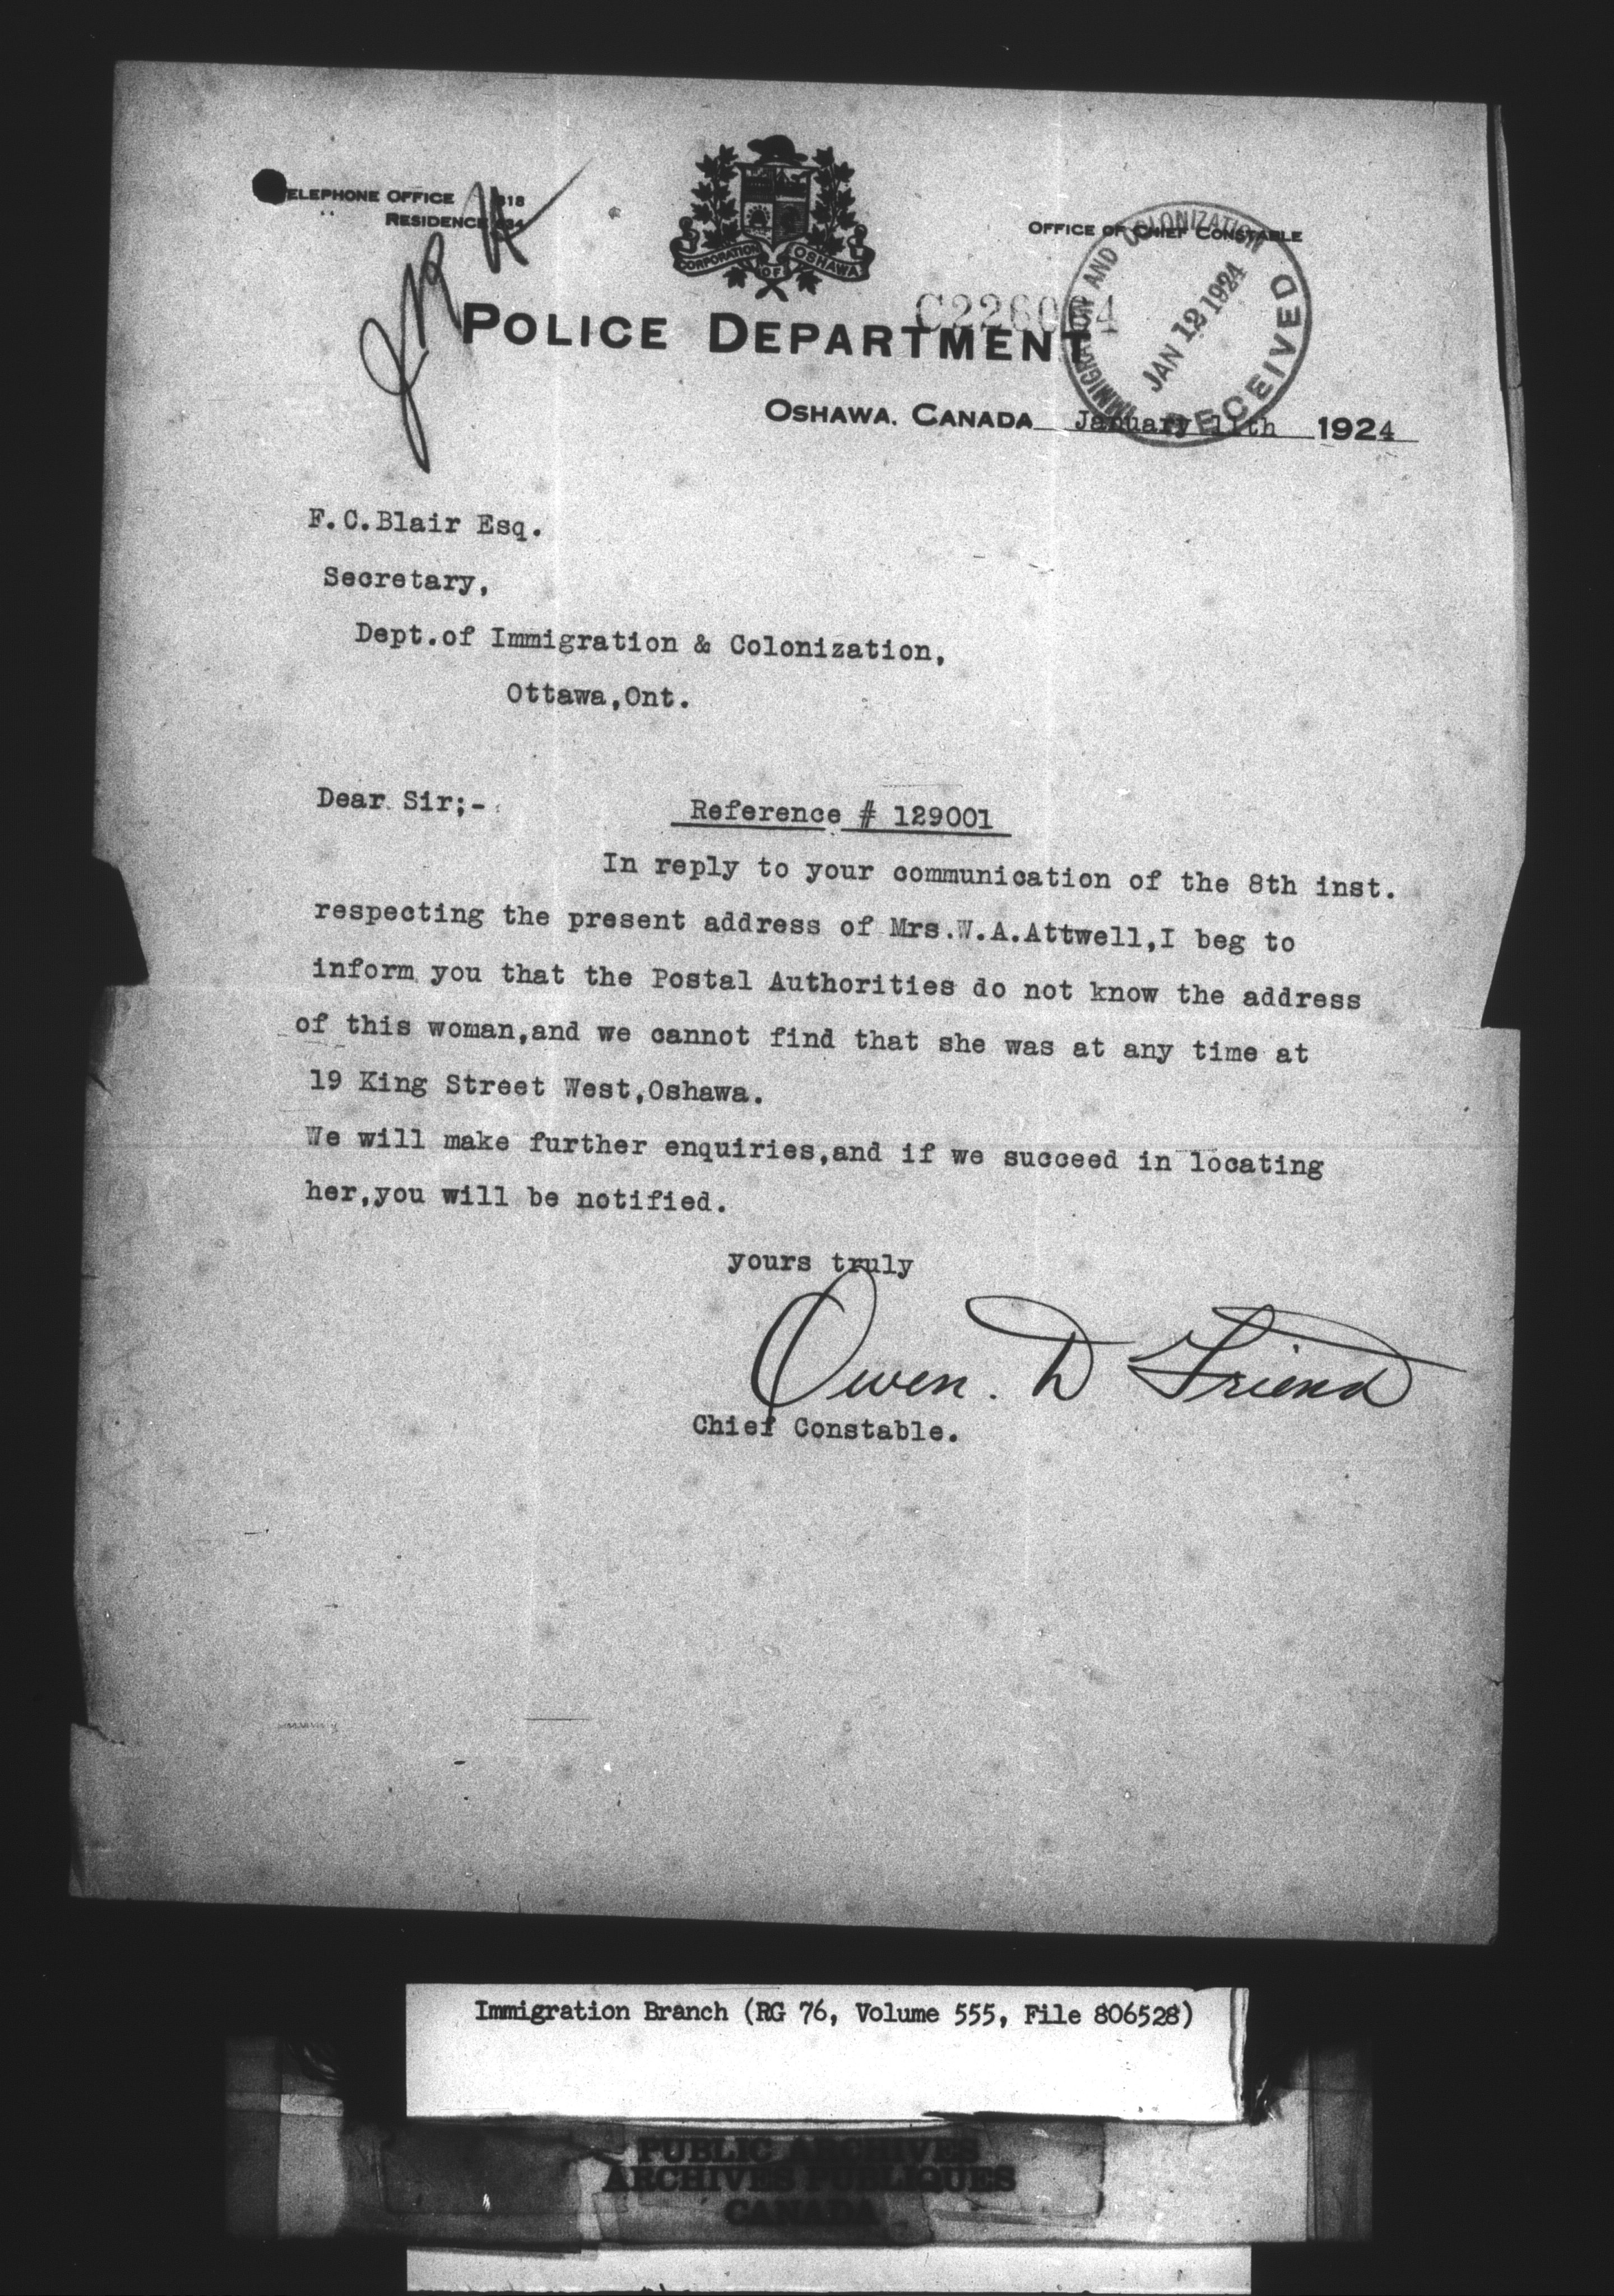 TELEPHONE OFFICE 818
RESIDENCE
OFFICE OF CHIEF CONSTABLE
CORPORATION OF OSHAWA
IMMIGRATION AND COLONIZATION
JAN 12 1924
RECEIVED
POLICE DEPARTMENT
OSHAWA. CANADA January 11th 1924
F.C.Blair Esq.
Secretary,
Dept.of Immigration & Colonization,
Ottawa,Ont.
Dear Sir;-
Reference # 129001
In reply to your communication of the 8th inst.
respecting the present address of Mrs.W.A.Attwell,I beg to
inform you that the Postal Authorities do not know the address
of this woman,and we cannot find that she was at any time at
19 King Street West,Oshawa.
We will make further enquiries,and if we succeed in locating
her,you will be notified.
yours truly
Owen. D Friend
Chief Constable.
Immigration Branch (RG 76, Volume 555, File 806528)
PUBLIC ARCHIVES
ARCHIVES PUBLIQUES
CANADA